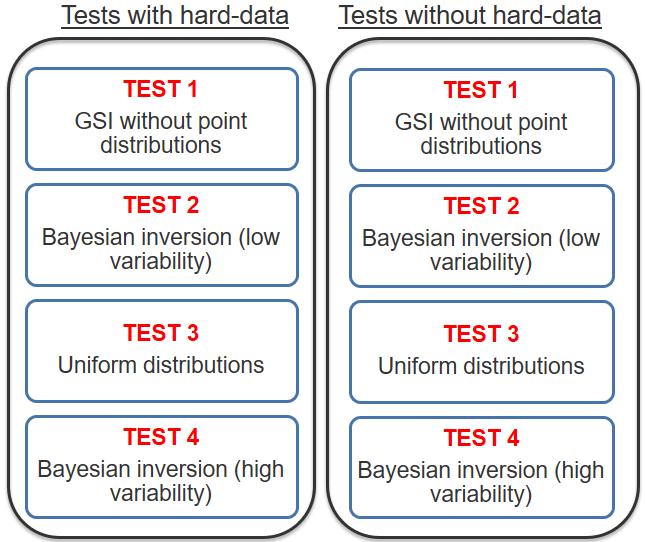 Tests with hard-data
TEST 1
GSI without point
distributions
TEST 2
Bayesian inversion (low
variability)
TEST 3
Uniform distributions
TEST 4
Bayesian inversion (high
variability)
Tests without hard-data
TEST 1
GSI without point
distributions
TEST 2
Bayesian inversion (low
variability)
TEST 3
Uniform distributions
TEST 4
Bayesian inversion (high
variability)